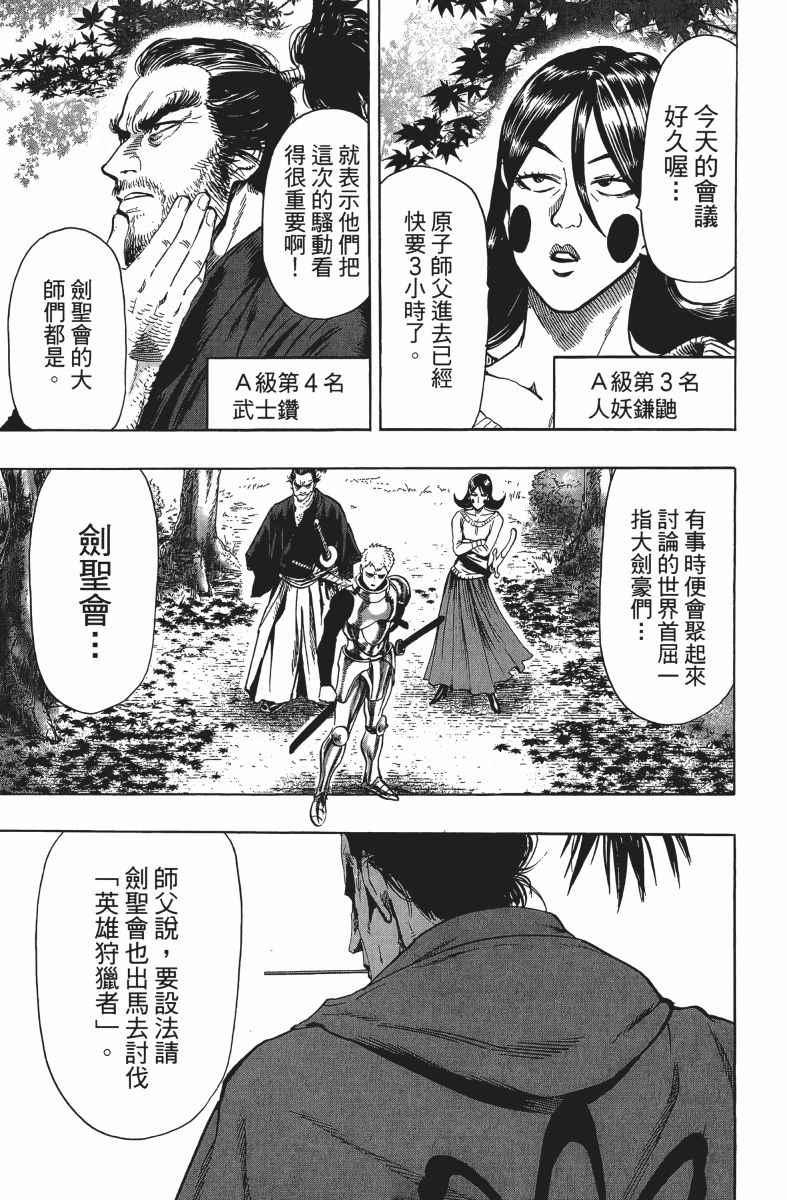 今天的會議
好久喔…
原子師父進去已經
快要3小時了。
A級第3名
人妖鎌鼬
就表示他們把
這次的騷動看
得很重要啊！
劍聖會的大
師們都是。
A級第4名
武士鑽
有事時便會聚起來
討論的世界首屈一
指大劍豪們…
劍聖會…
師父說，要設法請
劍聖會也出馬去討伐
「英雄狩獵者」。